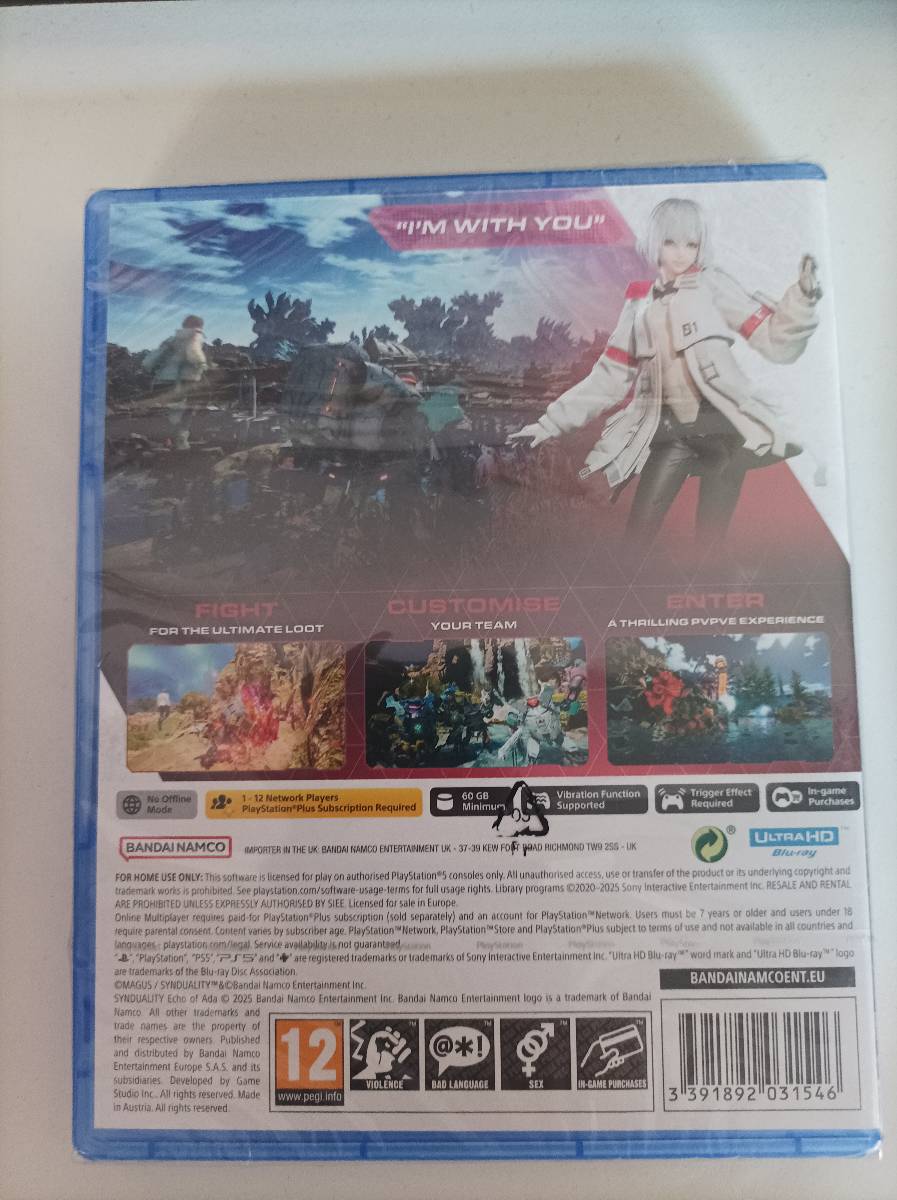 "I'M WITH YOU"
B1
FIGHT
FOR THE ULTIMATE LOOT
CUSTOMISE
YOUR TEAM
ENTER
A THRILLING PVPVE EXPERIENCE
No Offline
Mode
1 - 12 Network Players
PlayStation®Plus Subscription Required
60 GB
Minimum
Vibration Function
Supported
Trigger Effect
Required
In-game
Purchases
BANDAI NAMCO
IMPORTER IN THE UK: BANDAI NAMCO ENTERTAINMENT UK - 37-39 KEW FOOT ROAD RICHMOND TW9 2SS - UK
®
ULTRA HD™
Blu-ray
FOR HOME USE ONLY: This software is licensed for play on authorised PlayStation®5 consoles only. All unauthorised access, use or transfer of the product or its underlying copyright and
trademark works is prohibited. See playstation.com/software-usage-terms for full usage rights. Library programs ©2020-2025 Sony Interactive Entertainment Inc. RESALE AND RENTAL
ARE PROHIBITED UNLESS EXPRESSLY AUTHORISED BY SIEE. Licensed for sale in Europe.
Online Multiplayer requires paid-for PlayStation®Plus subscription (sold separately) and an account for PlayStation™Network. Users must be 7 years or older and users under 18
require parental consent. Content varies by subscriber age. PlayStation™Network, PlayStation™Store and PlayStation®Plus subject to terms of use and not available in all countries and
languages; playstation.com/legal. Service availability is not guaranteed.
"PlayStation", "PS5", "PS5" and " " are registered trademarks or trademarks of Sony Interactive Entertainment Inc. "Ultra HD Blu-ray™" word mark and "Ultra HD Blu-ray™" logo
are trademarks of the Blu-ray Disc Association.
BANDAINAMCOENT.EU
©MAGUS / SYNDUALITY™&©Bandai Namco Entertainment Inc.
SYNDUALITY Echo of Ada © 2025 Bandai Namco Entertainment Inc. Bandai Namco Entertainment logo is a trademark of Bandai
Namco. All other trademarks and
trade names are the property of
their respective owners. Published
and distributed by Bandai Namco
Entertainment Europe S.A.S. and its
subsidiaries. Developed by Game
Studio Inc.. All rights reserved. Made
in Austria. All rights reserved.
12
www.pegi.info
VIOLENCE
@*!
BAD LANGUAGE
SEX
IN-GAME PURCHASES
3 391892 031546